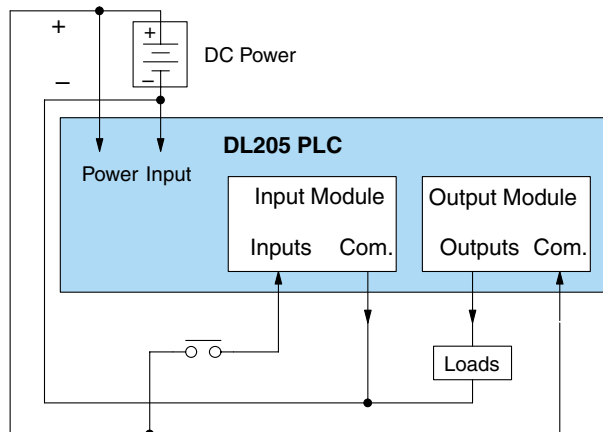 +
+
DC Power
–
–
DL205 PLC
Power Input
Input Module
Output Module
Inputs Com.
Outputs Com.
Loads